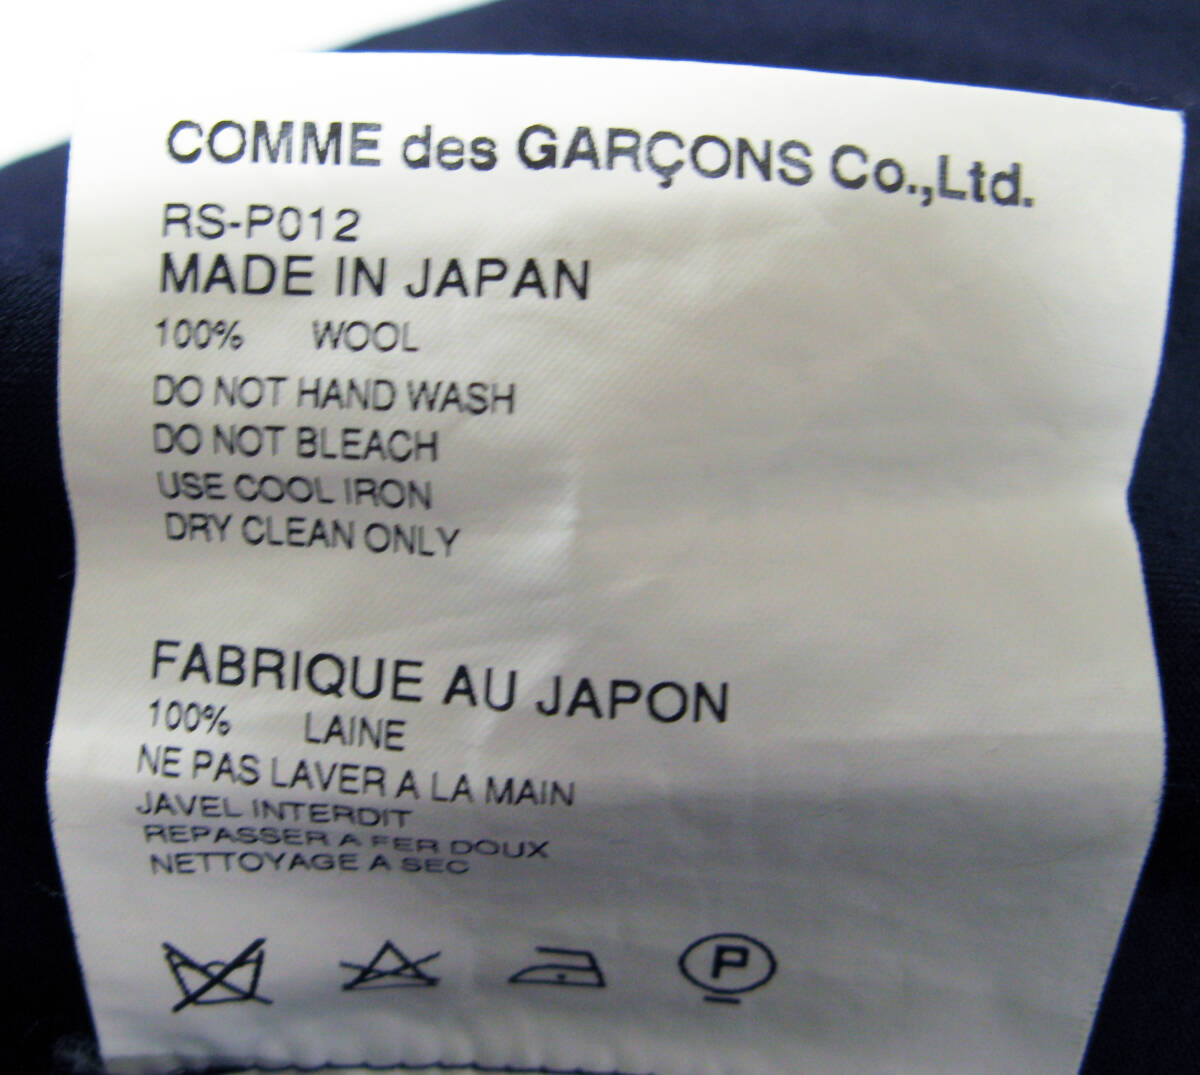 COMME des GARÇONS Co.,Ltd.
RS-P012
MADE IN JAPAN
100% WOOL
DO NOT HAND WASH
DO NOT BLEACH
USE COOL IRON
DRY CLEAN ONLY
FABRIQUE AU JAPON
100% LAINE
NE PAS LAVER A LA MAIN
JAVEL INTERDIT
REPASSER A FER DOUX
NETTOYAGE A SEC
P